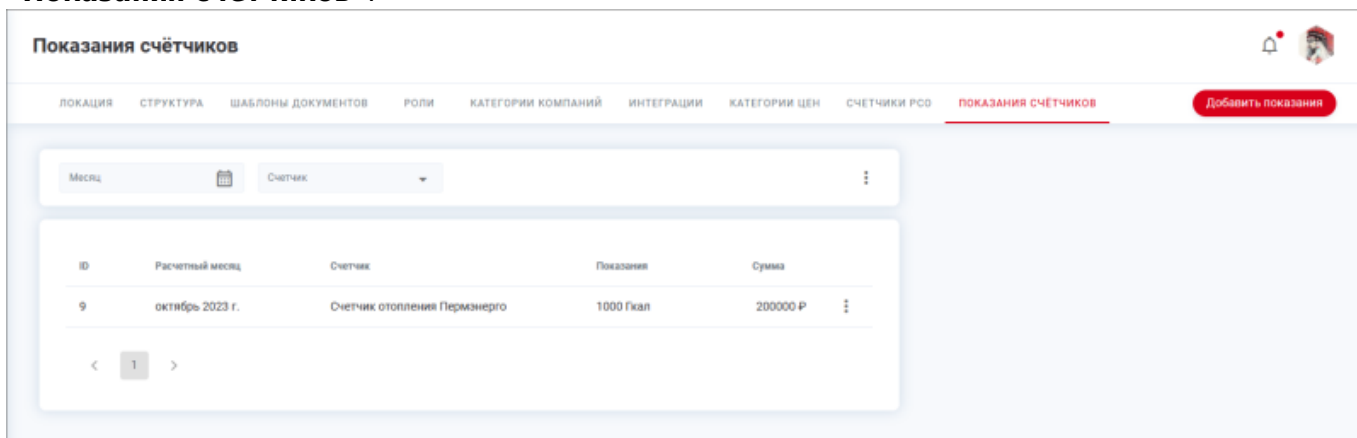 Показания счётчиков
ЛОКАЦИЯ СТРУКТУРА ШАБЛОНЫ ДОКУМЕНТОВ РОЛИ КАТЕГОРИИ КОМПАНИЙ ИНТЕГРАЦИИ КАТЕГОРИИ ЦЕН СЧЕТЧИКИ РСО ПОКАЗАНИЯ СЧЁТЧИКОВ Добавить показания
Месяц Счетчик
ID Расчетный месяц Счетчик Показания Сумма
9 октябрь 2023 г. Счетчик отопления Пермэнерго 1000 Гкал 200000 ₽
< 1 >